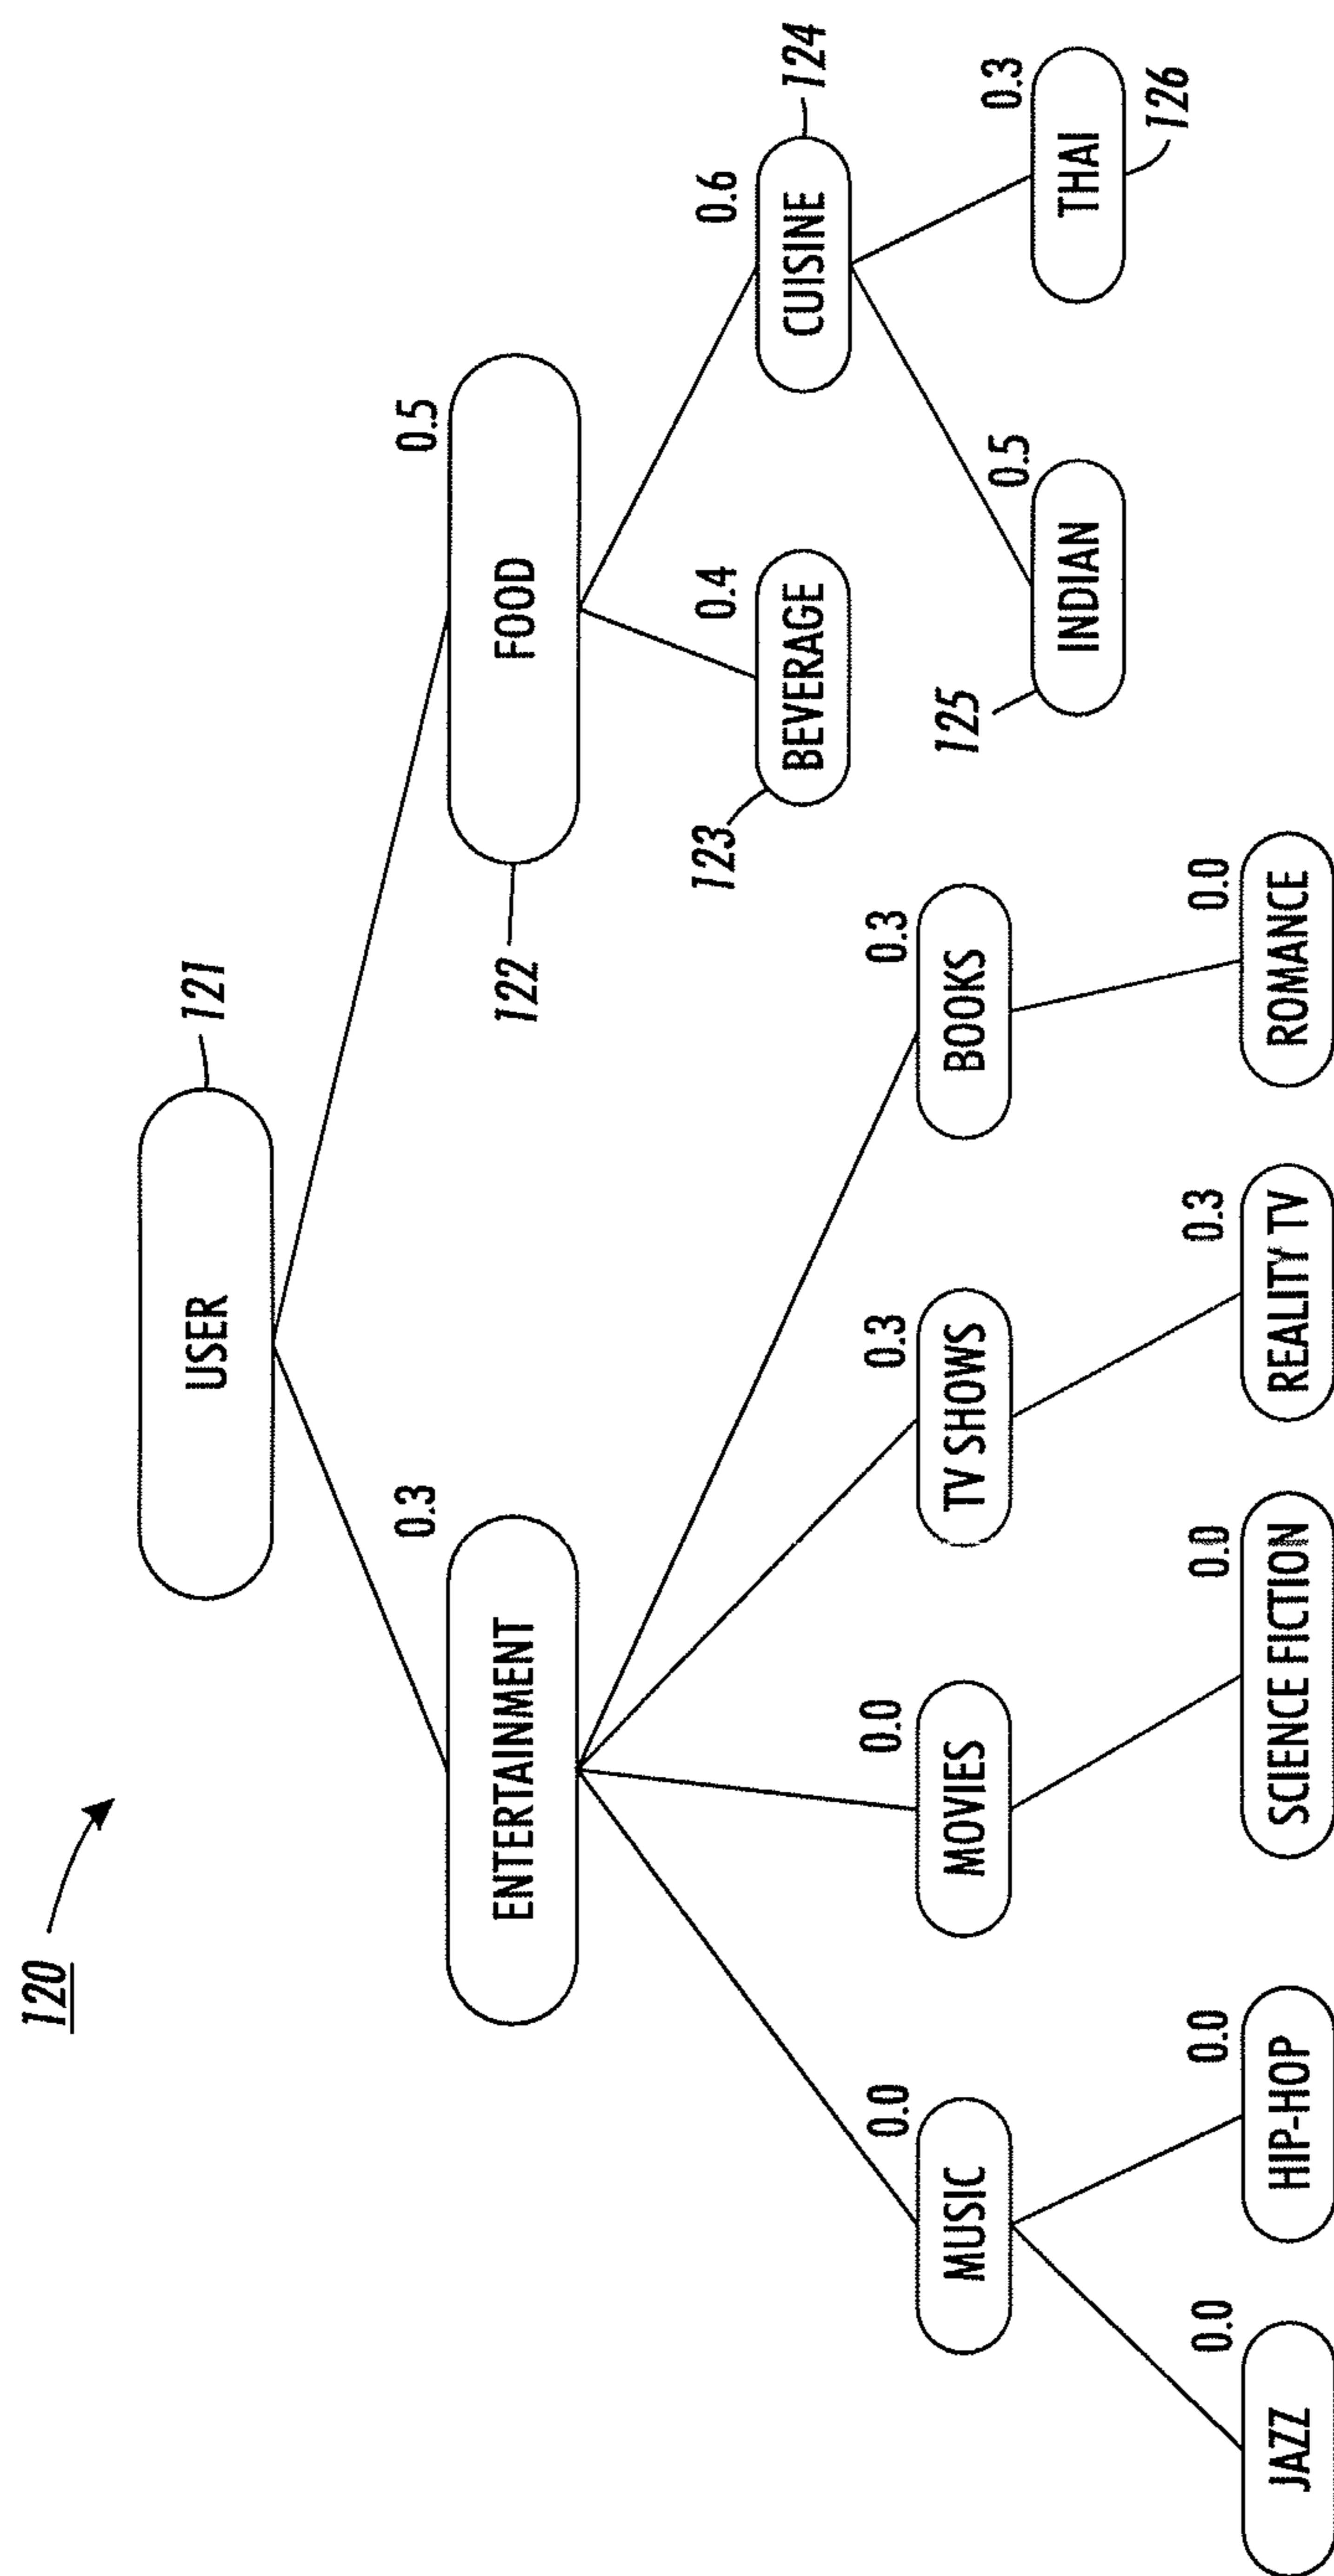 120
USER
121
ENTERTAINMENT
0.3
FOOD
0.5
122
MUSIC
0.0
MOVIES
0.0
TV SHOWS
0.3
BOOKS
0.3
BEVERAGE
0.4
123
CUISINE
0.6
124
JAZZ
0.0
HIP-HOP
0.0
SCIENCE FICTION
0.0
REALITY TV
0.3
ROMANCE
0.0
INDIAN
0.5
125
THAI
0.3
126